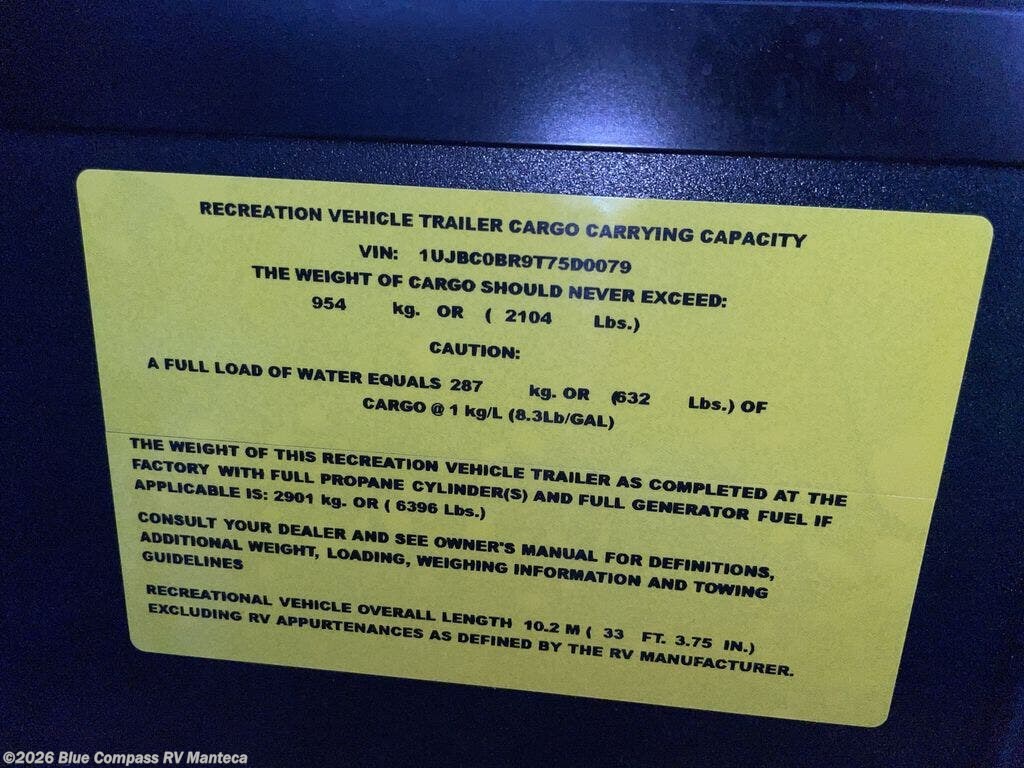 RECREATION VEHICLE TRAILER CARGO CARRYING CAPACITY
VIN: 1UJBC0BR9T75D0079
THE WEIGHT OF CARGO SHOULD NEVER EXCEED:
954 kg. OR ( 2104 Lbs.)
CAUTION:
A FULL LOAD OF WATER EQUALS 287 kg. OR (632 Lbs.) OF
CARGO @ 1 kg/L (8.3Lb/GAL)
THE WEIGHT OF THIS RECREATION VEHICLE TRAILER AS COMPLETED AT THE
FACTORY WITH FULL PROPANE CYLINDER(S) AND FULL GENERATOR FUEL IF
APPLICABLE IS: 2901 kg. OR ( 6396 Lbs.)
CONSULT YOUR DEALER AND SEE OWNER'S MANUAL FOR DEFINITIONS,
ADDITIONAL WEIGHT, LOADING, WEIGHING INFORMATION AND TOWING
GUIDELINES
RECREATIONAL VEHICLE OVERALL LENGTH 10.2 M ( 33 FT. 3.75 IN.)
EXCLUDING RV APPURTENANCES AS DEFINED BY THE RV MANUFACTURER.
©2026 Blue Compass RV Manteca